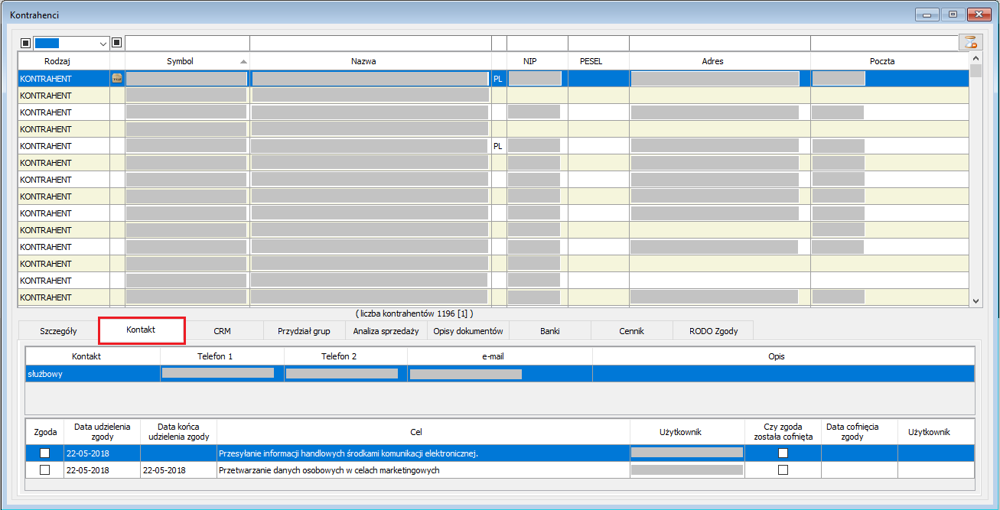 Kontrahenci
Rodzaj Symbol Nazwa NIP PESEL Adres Poczta
KONTRAHENT PL
KONTRAHENT
KONTRAHENT
KONTRAHENT
KONTRAHENT PL
KONTRAHENT
KONTRAHENT
KONTRAHENT
KONTRAHENT
KONTRAHENT
KONTRAHENT
KONTRAHENT
KONTRAHENT
KONTRAHENT
( liczba kontrahentów 1196 [1] )
Szczegóły Kontakt CRM Przydział grup Analiza sprzedaży Opisy dokumentów Banki Cennik RODO Zgody
Kontakt Telefon 1 Telefon 2 e-mail Opis
służbowy
Zgoda Data udzielenia zgody Data końca udzielenia zgody Cel Użytkownik Czy zgoda została cofnięta Data cofnięcia zgody Użytkownik
22-05-2018 Przesyłanie informacji handlowych środkami komunikacji elektronicznej.
22-05-2018 22-05-2018 Przetwarzanie danych osobowych w celach marketingowych